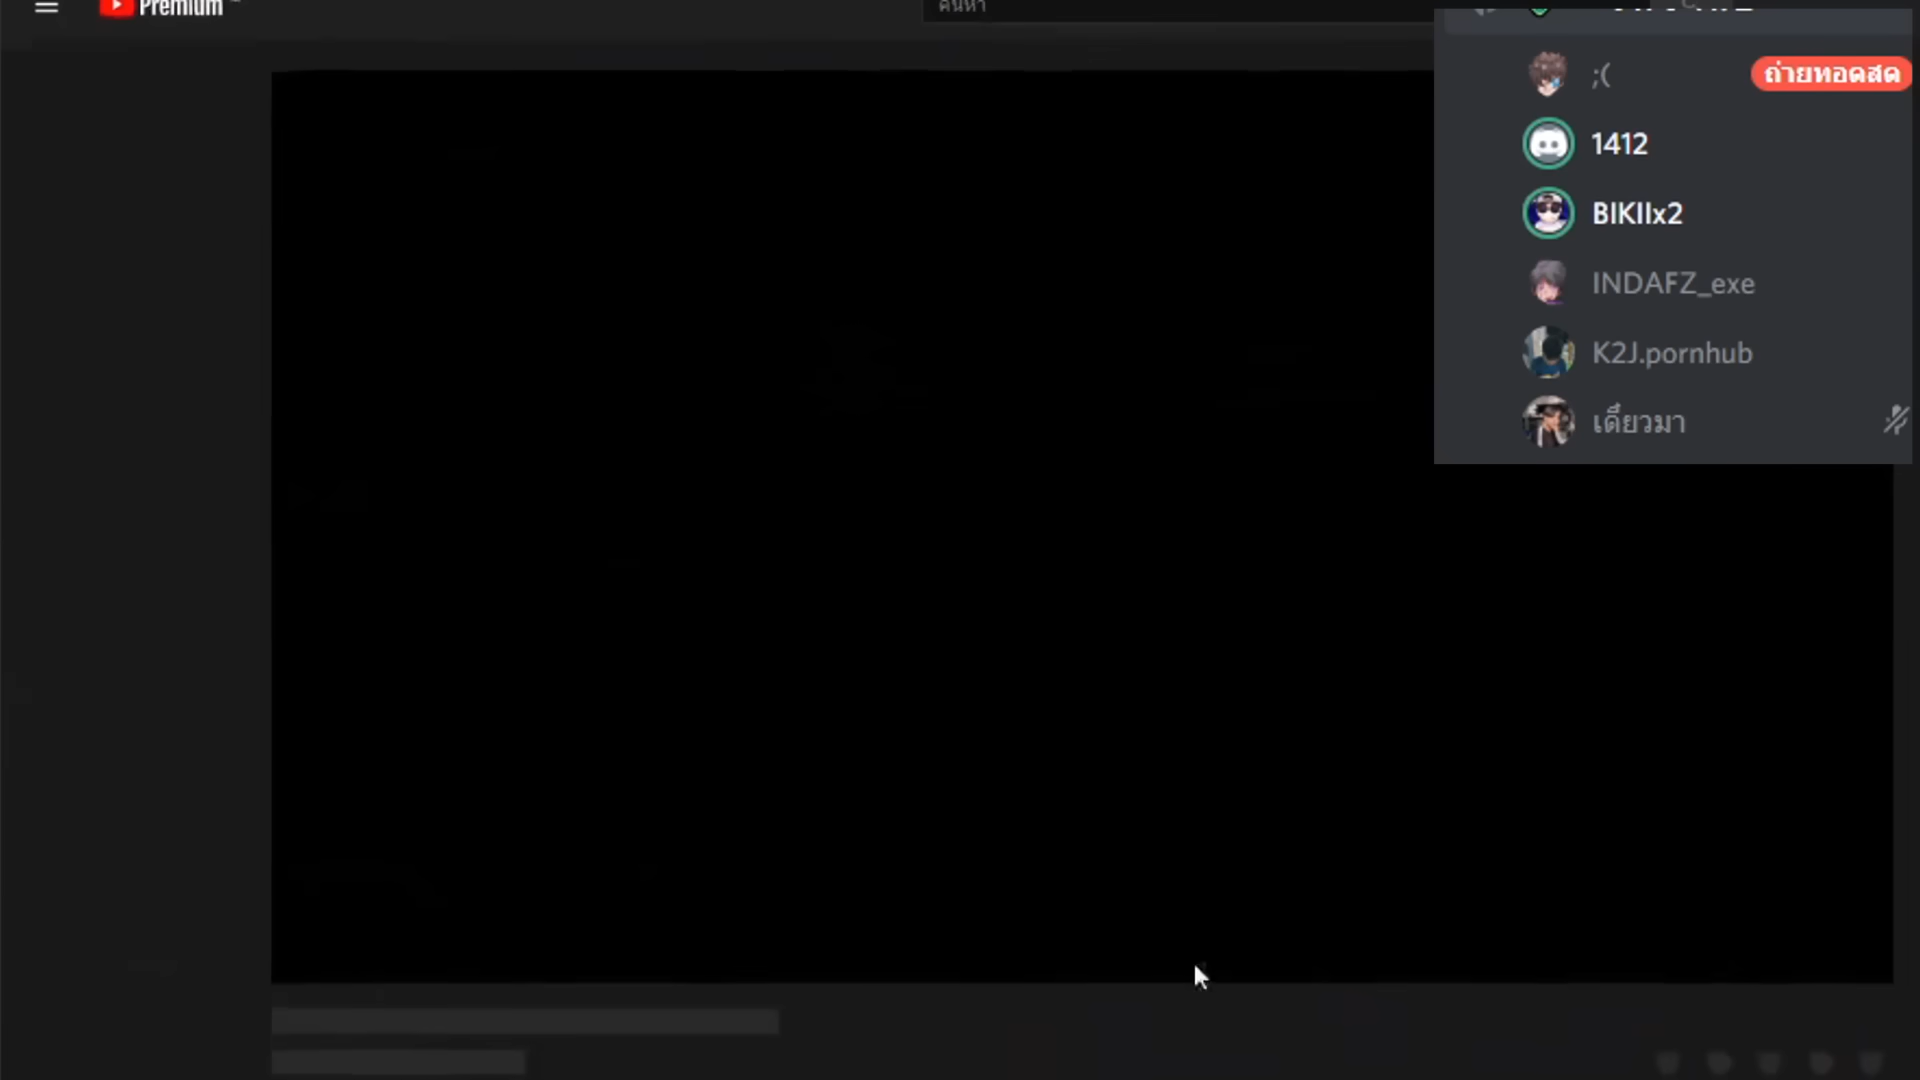 Premium
ค้นหา
;(
ถ่ายทอดสด
1412
BIKIIx2
INDAFZ_exe
K2J.pornhub
เดี๋ยวมา